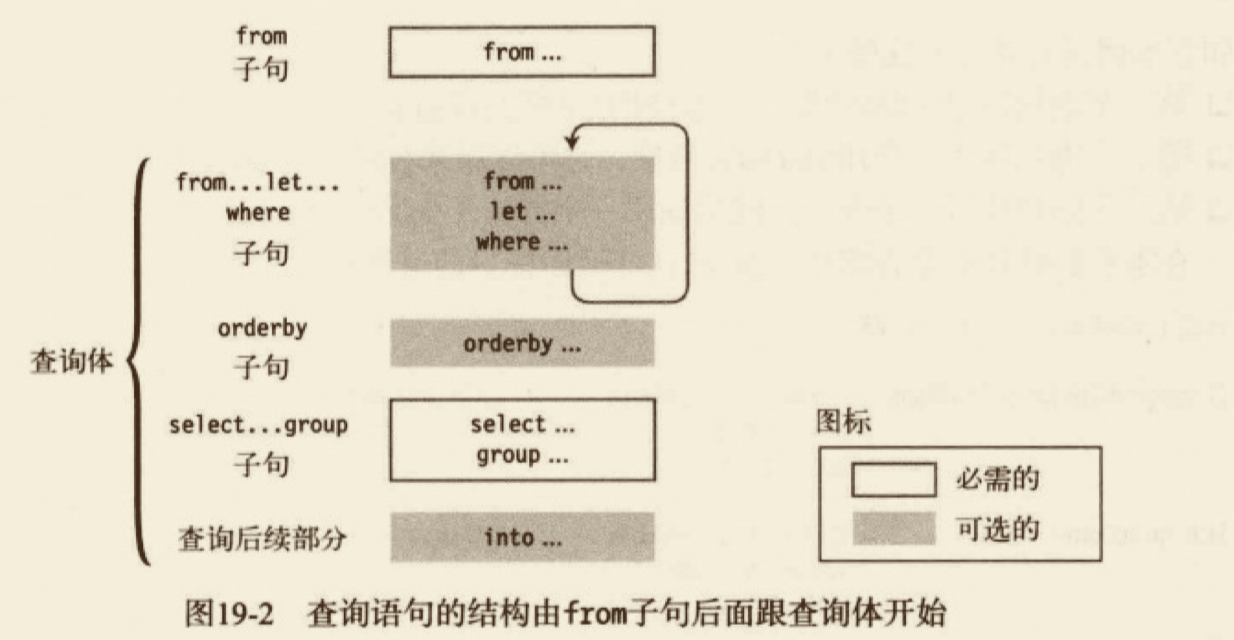 from
子句
from ...
from...let...
where
子句
from ...
let ...
where ...
orderby
子句
orderby ...
查询体
select...group
子句
select ...
group ...
查询后续部分
into ...
图标
必需的
可选的
图19-2 查询语句的结构由from子句后面跟查询体开始